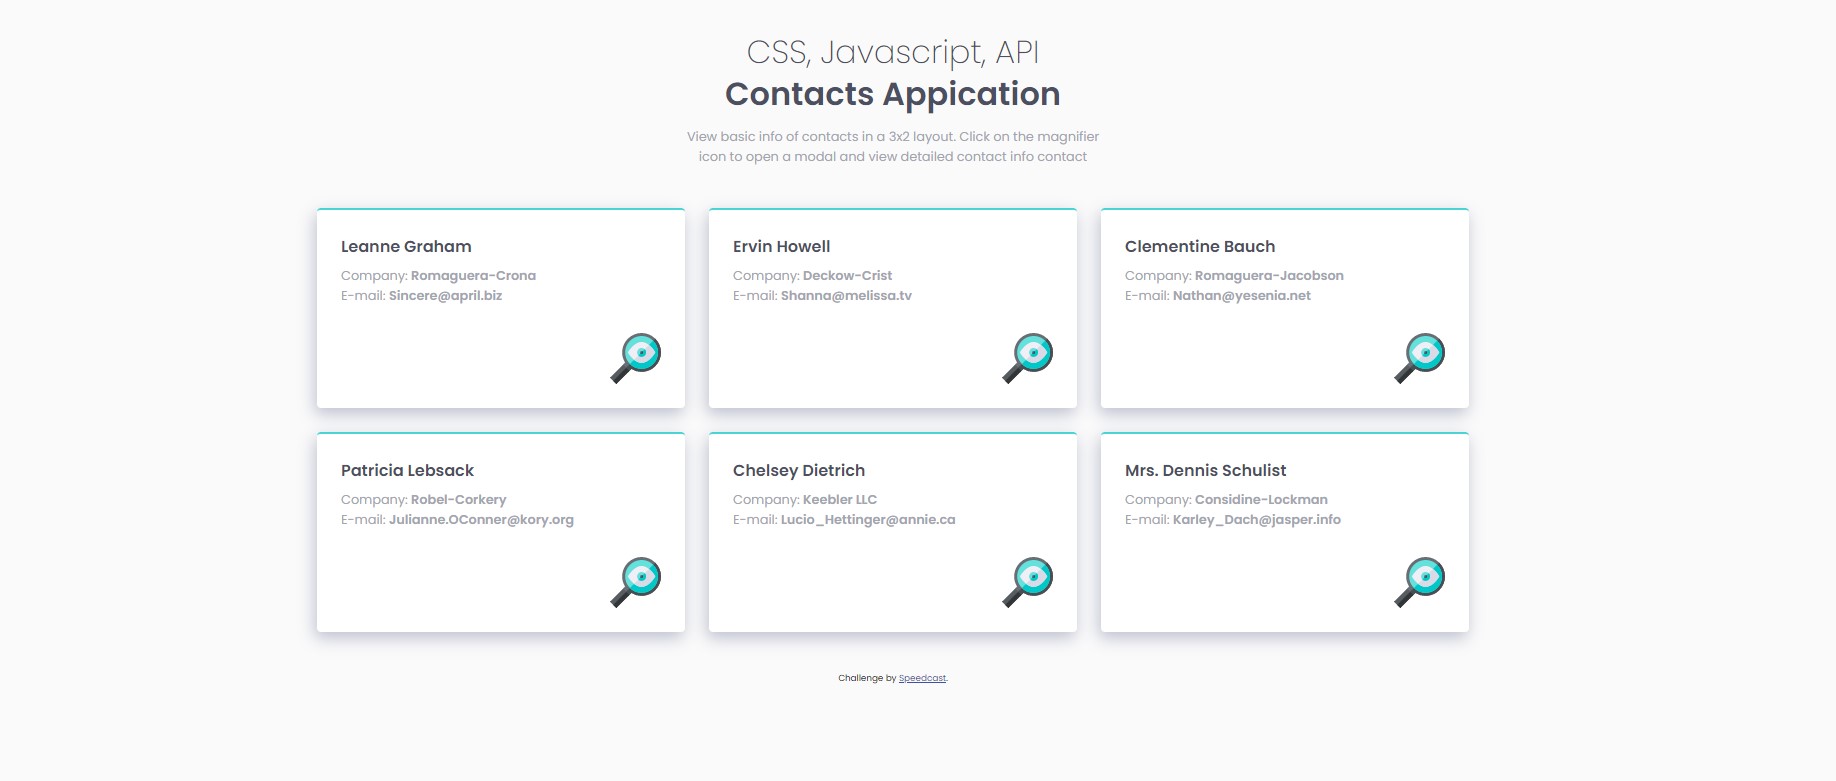 CSS, Javascript, API
Contacts Appication
View basic info of contacts in a 3x2 layout. Click on the magnifier
icon to open a modal and view detailed contact info contact
Leanne Graham
Company: Romaguera-Crona
E-mail: Sincere@april.biz
Ervin Howell
Company: Deckow-Crist
E-mail: Shanna@melissa.tv
Clementine Bauch
Company: Romaguera-Jacobson
E-mail: Nathan@yesenia.net
Patricia Lebsack
Company: Robel-Corkery
E-mail: Julianne.OConner@kory.org
Chelsey Dietrich
Company: Keebler LLC
E-mail: Lucio_Hettinger@annie.ca
Mrs. Dennis Schulist
Company: Considine-Lockman
E-mail: Karley_Dach@jasper.info
Challenge by Speedcast.